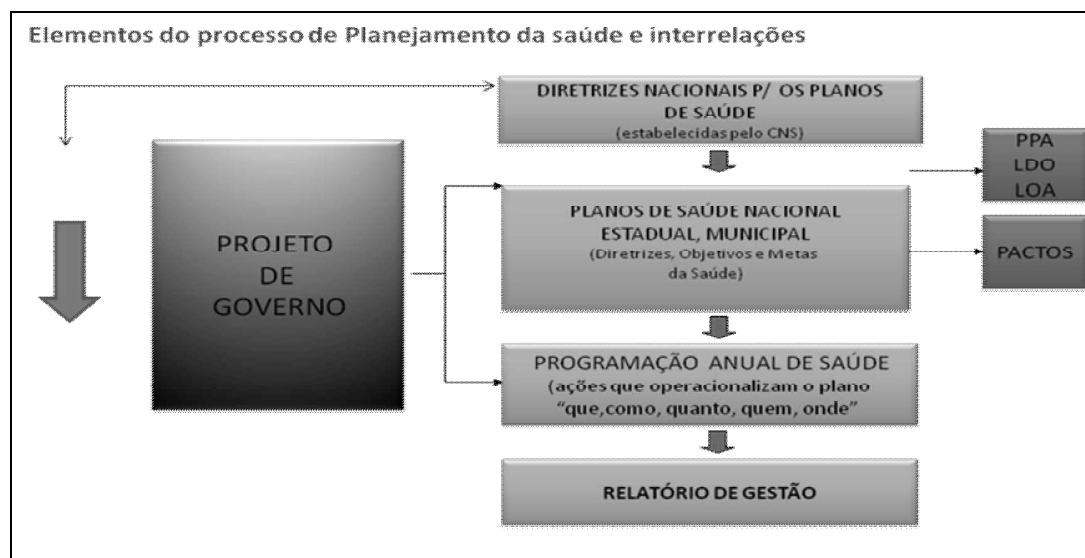 Elementos do processo de Planejamento da saúde e interrelações
DIRETRIZES NACIONAIS P/ OS PLANOS
DE SAÚDE
(estabelecidas pelo CNS)
PPA
LDO
LOA
PROJETO
DE
GOVERNO
PLANOS DE SAÚDE NACIONAL
ESTADUAL, MUNICIPAL
(Diretrizes, Objetivos e Metas
da Saúde)
PACTOS
PROGRAMAÇÃO ANUAL DE SAÚDE
(ações que operacionalizam o plano
“que,como, quanto, quem, onde”
RELATÓRIO DE GESTÃO